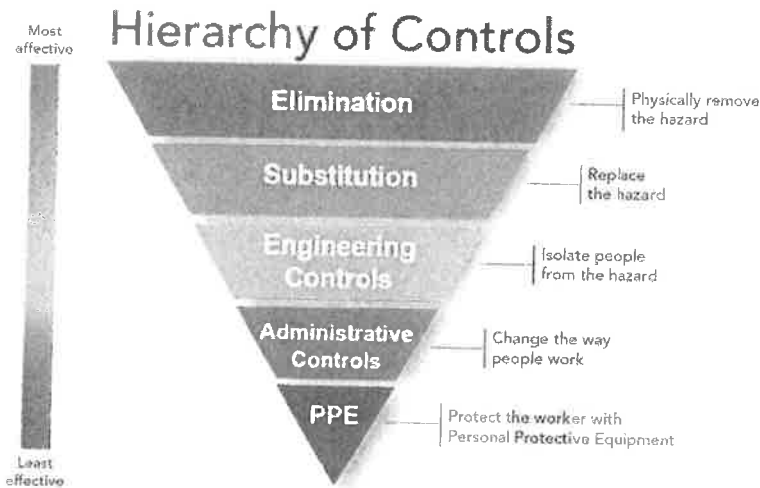 Hierarchy of Controls
Most
affective
Elimination
Physically remove
the hazard
Substitution
Replace
the hazard
Engineering
Controls
Isolate people
from the hazard
Administrative
Controls
Change the way
people work
PPE
Protect the worker with
Personal Protective Equipment
Least
effective